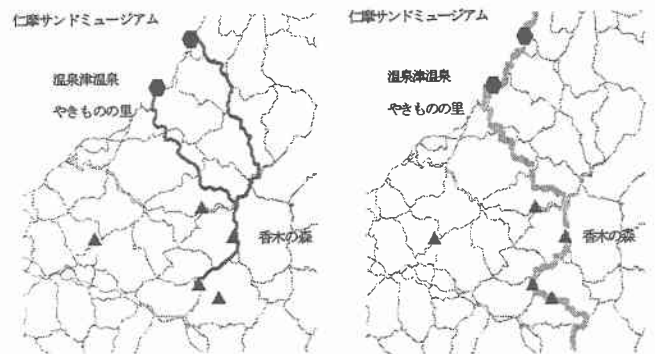 仁摩サンドミュージアム
温泉津温泉
やきものの里
香木の森
仁摩サンドミュージアム
温泉津温泉
やきものの里
香木の森